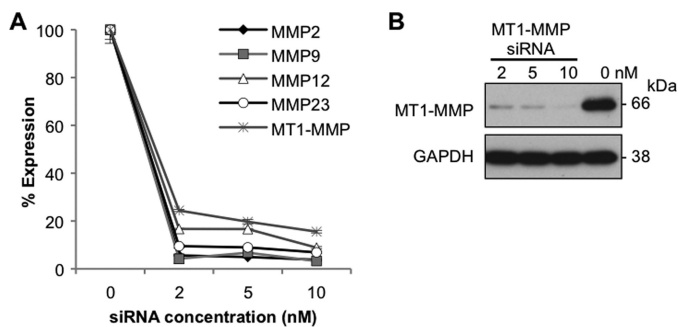 A
% Expression
100
80
60
40
20
0
0 2 5 10
siRNA concentration (nM)
MMP2
MMP9
MMP12
MMP23
MT1-MMP
B
MT1-MMP
siRNA
2 5 10 0 nM
kDa
MT1-MMP - 66
GAPDH - 38